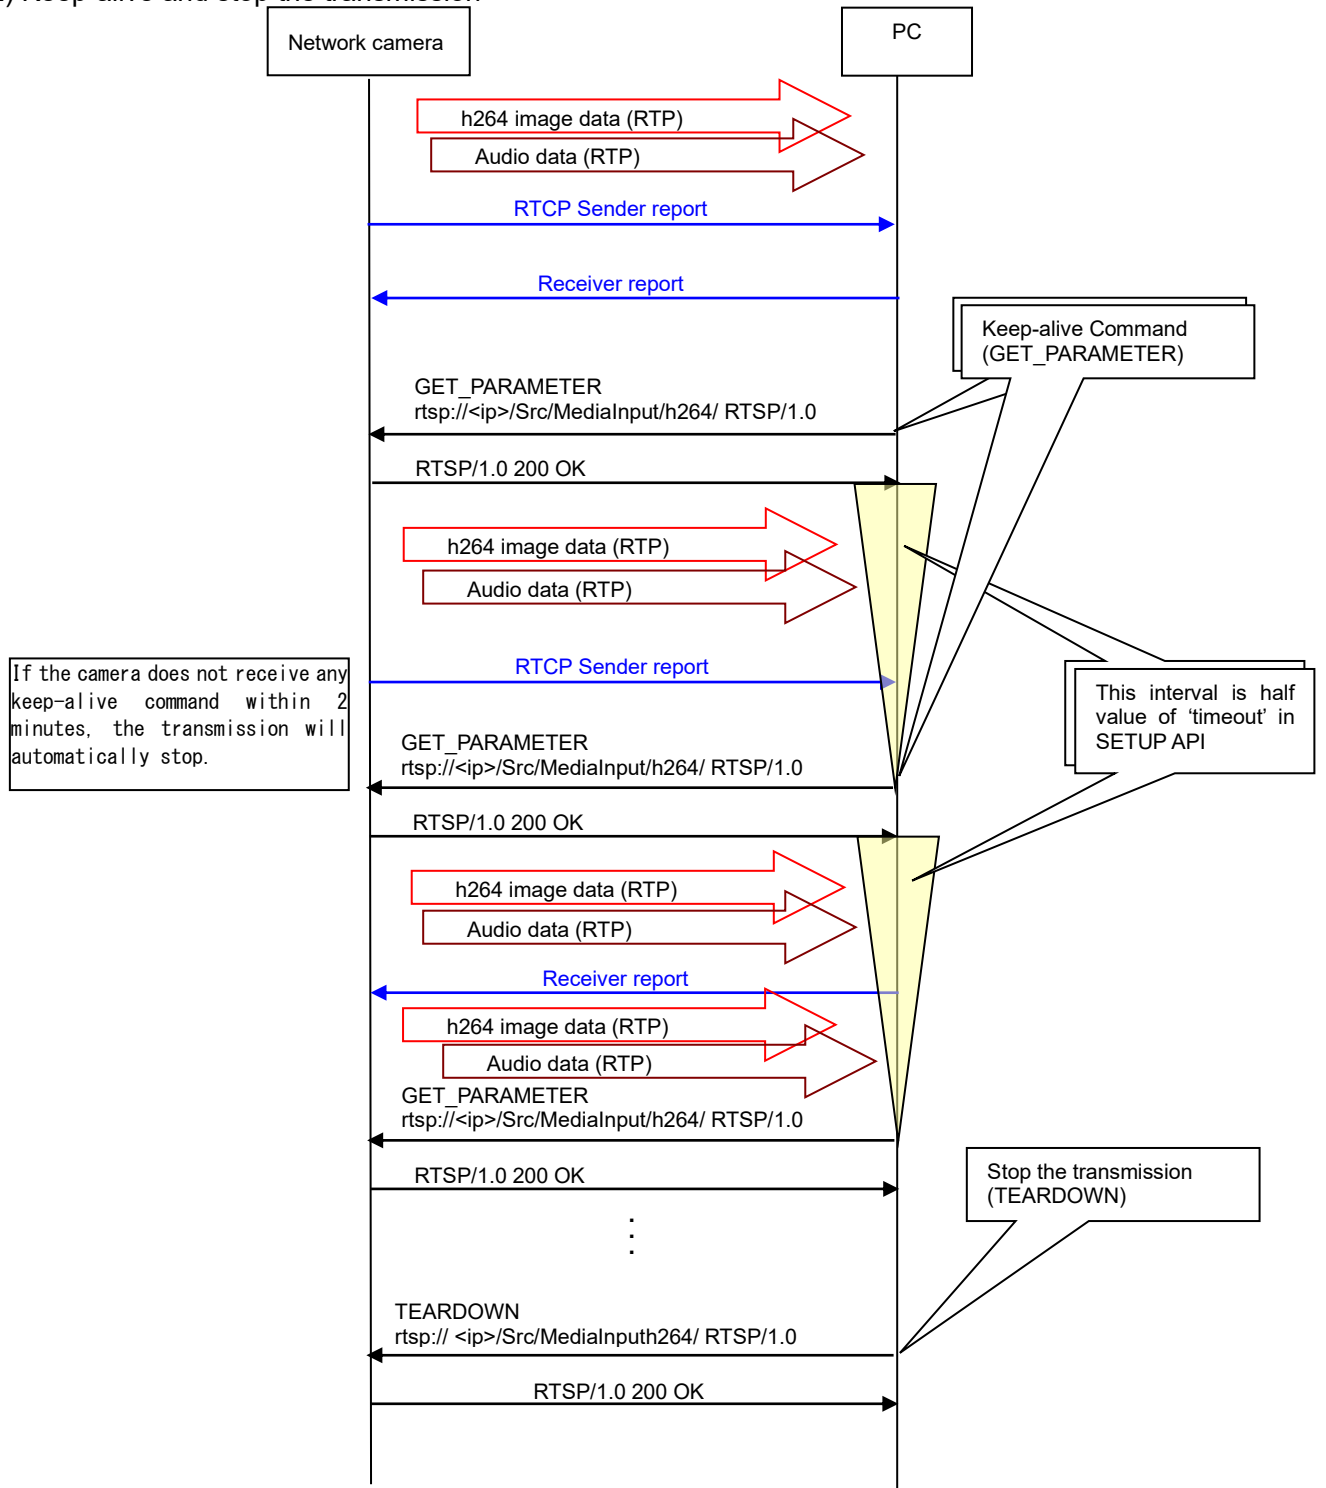 ) Keep-alive and stop the transmission
Network camera
PC
h264 image data (RTP)
Audio data (RTP)
RTCP Sender report
Receiver report
Keep-alive Command
(GET_PARAMETER)
GET_PARAMETER
rtsp://<ip>/Src/MediaInput/h264/ RTSP/1.0
RTSP/1.0 200 OK
h264 image data (RTP)
Audio data (RTP)
RTCP Sender report
If the camera does not receive any
keep-alive command within 2
minutes, the transmission will
automatically stop.
This interval is half
value of ‘timeout’ in
SETUP API
GET_PARAMETER
rtsp://<ip>/Src/MediaInput/h264/ RTSP/1.0
RTSP/1.0 200 OK
h264 image data (RTP)
Audio data (RTP)
Receiver report
h264 image data (RTP)
Audio data (RTP)
GET_PARAMETER
rtsp://<ip>/Src/MediaInput/h264/ RTSP/1.0
RTSP/1.0 200 OK
Stop the transmission
(TEARDOWN)
TEARDOWN
rtsp:// <ip>/Src/MediaInputh264/ RTSP/1.0
RTSP/1.0 200 OK